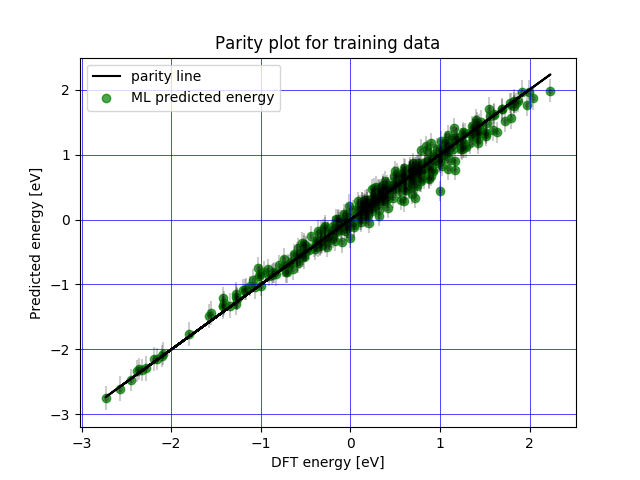 Parity plot for training data
parity line
ML predicted energy
Predicted energy [eV]
2
1
0
−1
−2
−3
−3
−2
−1
0
1
2
DFT energy [eV]